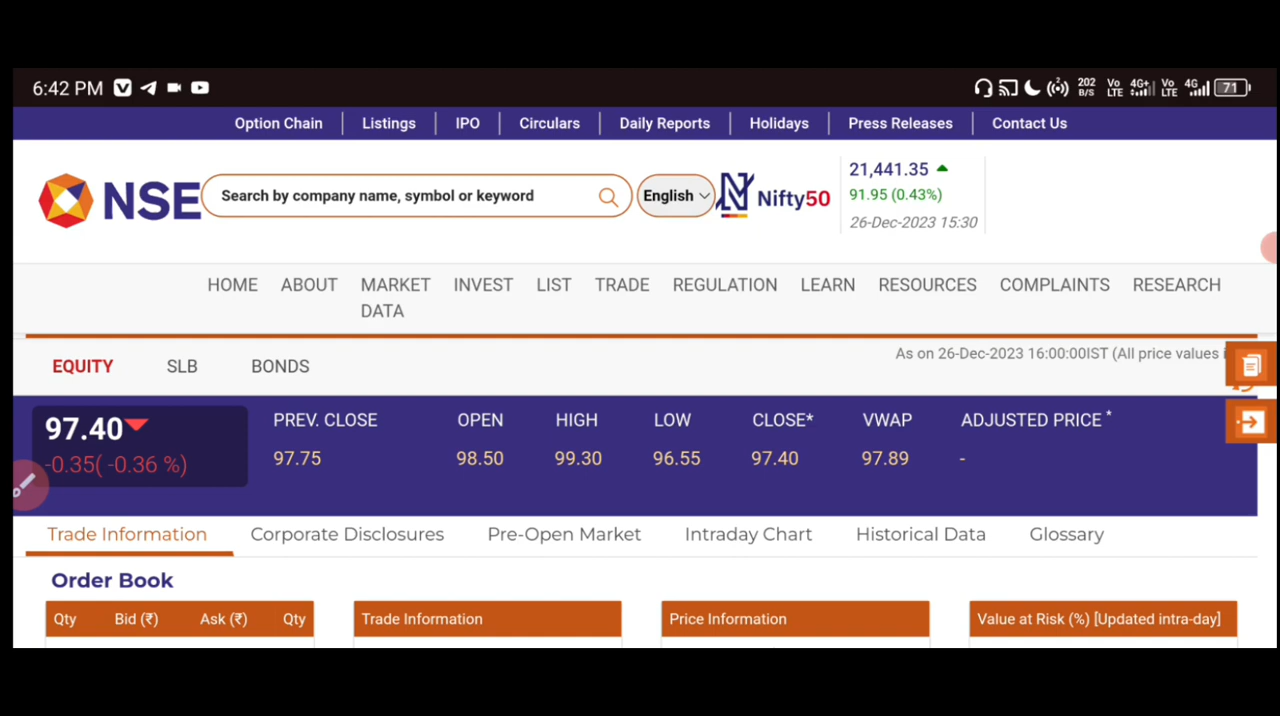 6:42 PM
202 B/S Vo LTE 4G+ Vo LTE 4G 71
Option Chain Listings IPO Circulars Daily Reports Holidays Press Releases Contact Us
NSE
Search by company name, symbol or keyword
English
Nifty50
21,441.35
91.95 (0.43%)
26-Dec-2023 15:30
HOME ABOUT MARKET DATA INVEST LIST TRADE REGULATION LEARN RESOURCES COMPLAINTS RESEARCH
EQUITY SLB BONDS
As on 26-Dec-2023 16:00:00IST (All price values
97.40
-0.35( -0.36 %)
PREV. CLOSE OPEN HIGH LOW CLOSE* VWAP ADJUSTED PRICE *
97.75 98.50 99.30 96.55 97.40 97.89 -
Trade Information Corporate Disclosures Pre-Open Market Intraday Chart Historical Data Glossary
Order Book
Qty Bid (₹) Ask (₹) Qty
Trade Information
Price Information
Value at Risk (%) [Updated intra-day]